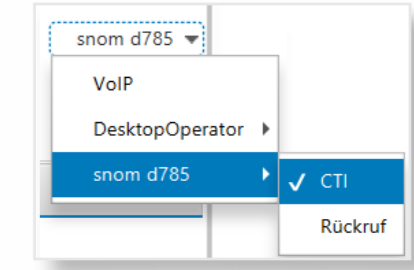 snom d785
VoIP
DesktopOperator
snom d785
CTI
Rückruf